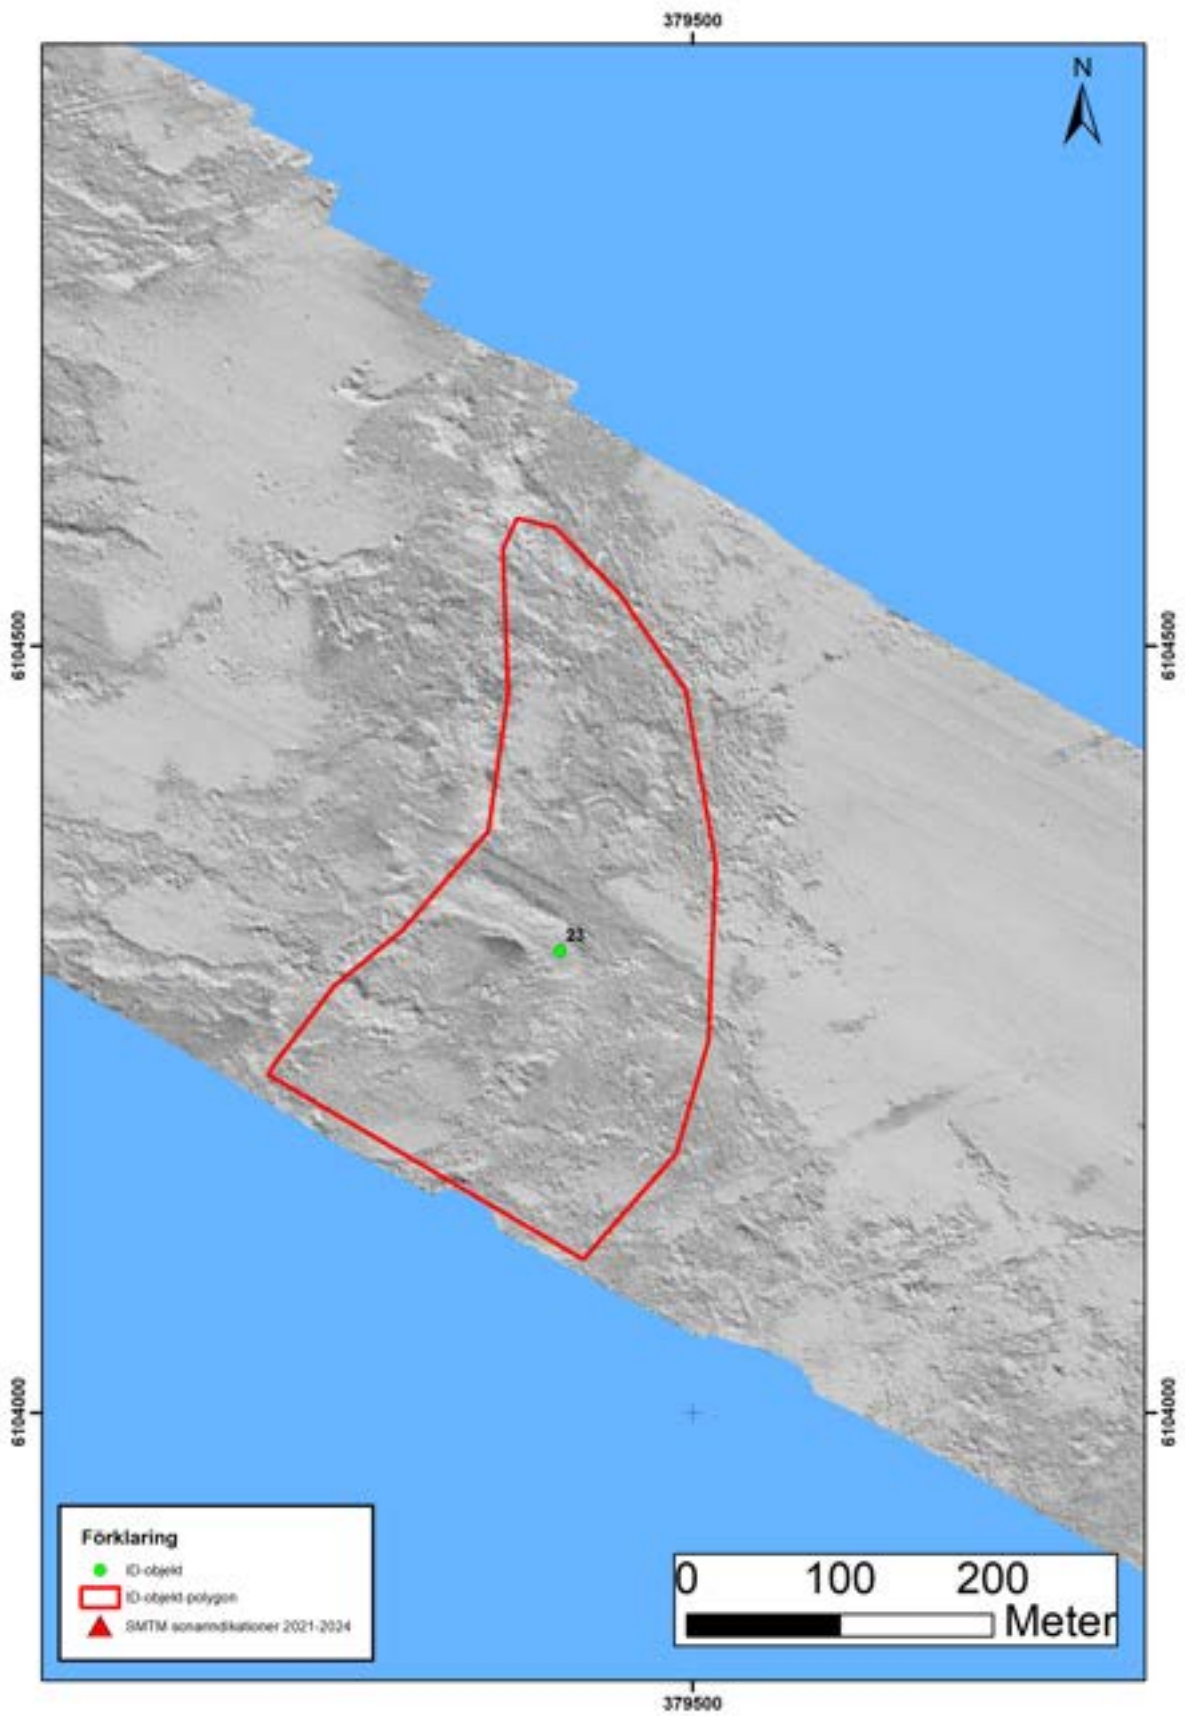 379500
N
6104500
6104500
23
6104000
6104000
Förklaring
ID-objekt
ID-objekt-polygon
SMTM sonarindikationer 2021-2024
0 100 200
Meter
379500